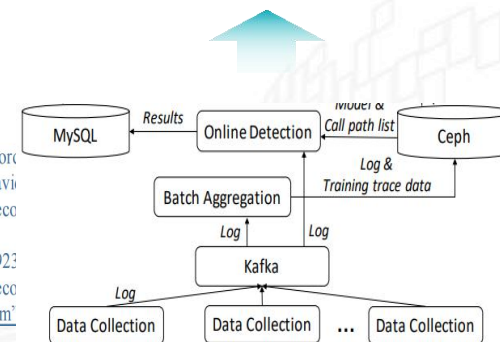 Model &
Results
MySQL
Online Detection
Call path list
Ceph
Log &
Batch Aggregation
Training trace data
Log
Log
923
Kafka
Log
Data Collection
Data Collection
...
Data Collection